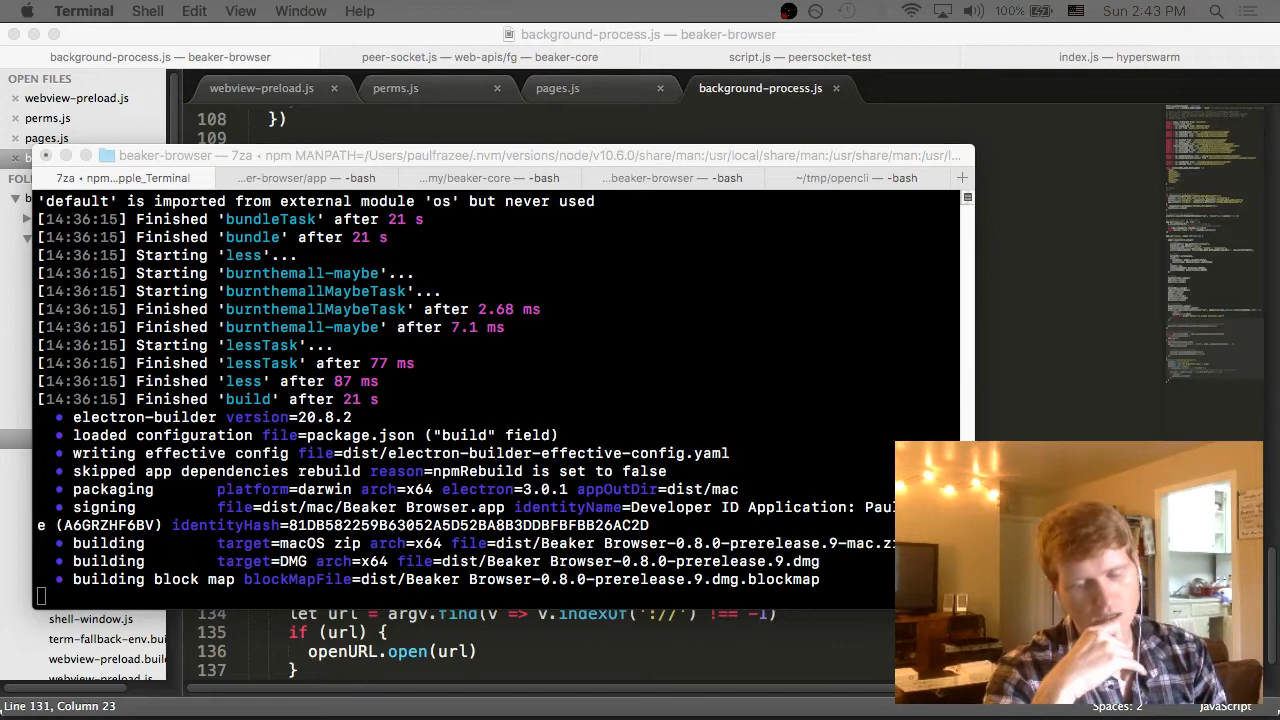 Terminal Shell Edit View Window Help 100% Sun 2:43 PM
background-process.js — beaker-browser
background-process.js — beaker-browser peer-socket.js — web-apis/fg — beaker-core script.js — peersocket-test index.js — hyperswarm
OPEN FILES
webview-preload.js
perms.js
pages.js
webview-preload.js × perms.js × pages.js × background-process.js ×
108 })
109
beaker-browser — 7za ◂ npm MANPATH=/Users/paulfrazee/.nvm/versions/node/v10.6.0/share/man:/usr/local/share/man:/usr/share/man:/usr/l…
7za ◂ npm…pple_Terminal …er-browser/app — -bash …my/beaker — -bash …beaker-browser — -bash ~/tmp/opencli — -bash +
'default' is imported from external module 'os' but never used
[14:36:15] Finished 'bundleTask' after 21 s
[14:36:15] Finished 'bundle' after 21 s
[14:36:15] Starting 'less'...
[14:36:15] Starting 'burnthemall-maybe'...
[14:36:15] Starting 'burnthemallMaybeTask'...
[14:36:15] Finished 'burnthemallMaybeTask' after 2.68 ms
[14:36:15] Finished 'burnthemall-maybe' after 7.1 ms
[14:36:15] Starting 'lessTask'...
[14:36:15] Finished 'lessTask' after 77 ms
[14:36:15] Finished 'less' after 87 ms
[14:36:15] Finished 'build' after 21 s
• electron-builder version=20.8.2
• loaded configuration file=package.json ("build" field)
• writing effective config file=dist/electron-builder-effective-config.yaml
• skipped app dependencies rebuild reason=npmRebuild is set to false
• packaging platform=darwin arch=x64 electron=3.0.1 appOutDir=dist/mac
• signing file=dist/mac/Beaker Browser.app identityName=Developer ID Application: Paul
e (A6GRZHF6BV)
• building target=macOS zip arch=x64 file=dist/Beaker Browser-0.8.0-prerelease.9-mac.z
• building target=DMG arch=x64 file=dist/Beaker Browser-0.8.0-prerelease.9.dmg
• building block map blockMapFile=dist/Beaker Browser-0.8.0-prerelease.9.dmg.blockmap
134 let url = argv.find(v => v.indexOf('://') !== -1)
135 if (url) {
136 openURL.open(url)
137 }
shell-window.js
term-fallback-env.bui
webview-preload.buil
webview-preload.js
Line 131, Column 23 Spaces: 2 JavaScript